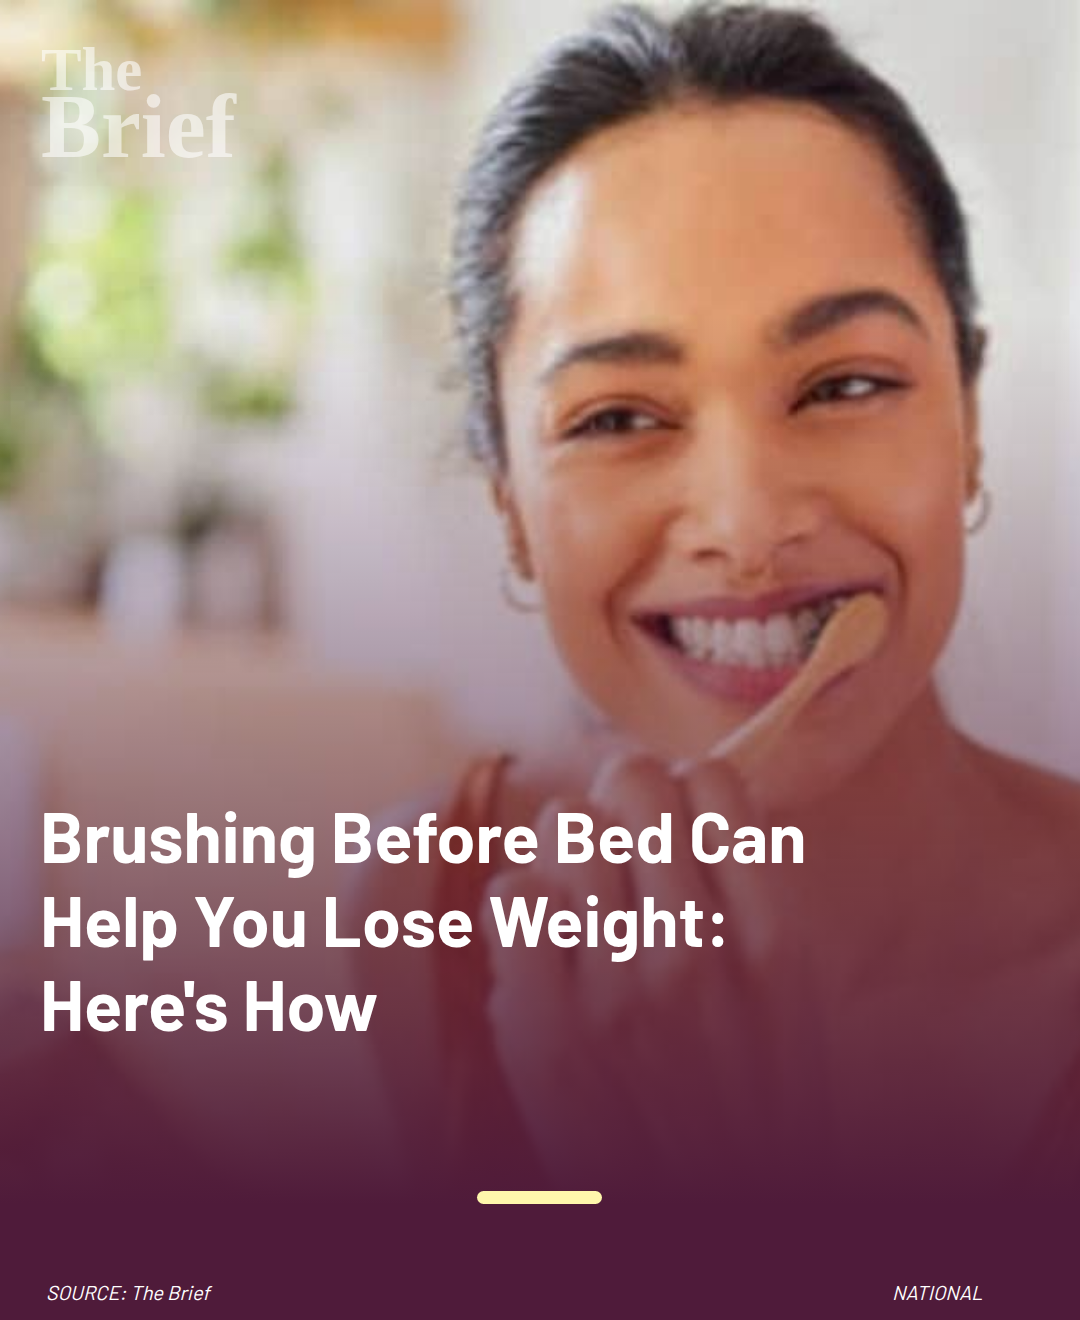 The
Brief
Brushing Before Bed Can
Help You Lose Weight:
Here's How
SOURCE: The Brief
NATIONAL